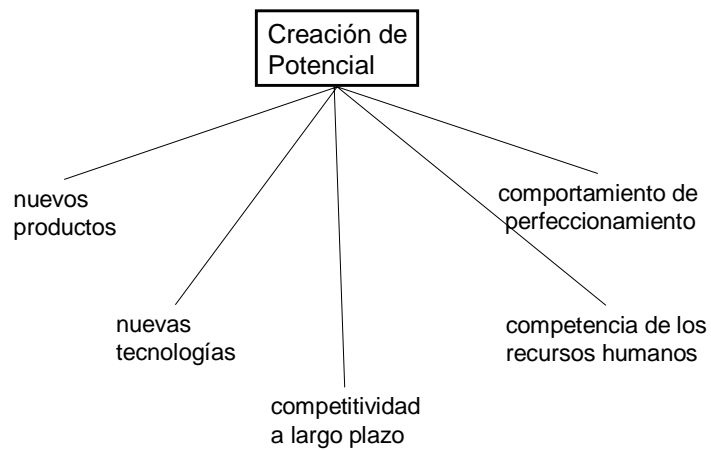 Creación de
Potencial
nuevos
productos
comportamiento de
perfeccionamiento
nuevas
tecnologías
competencia de los
recursos humanos
competitividad
a largo plazo